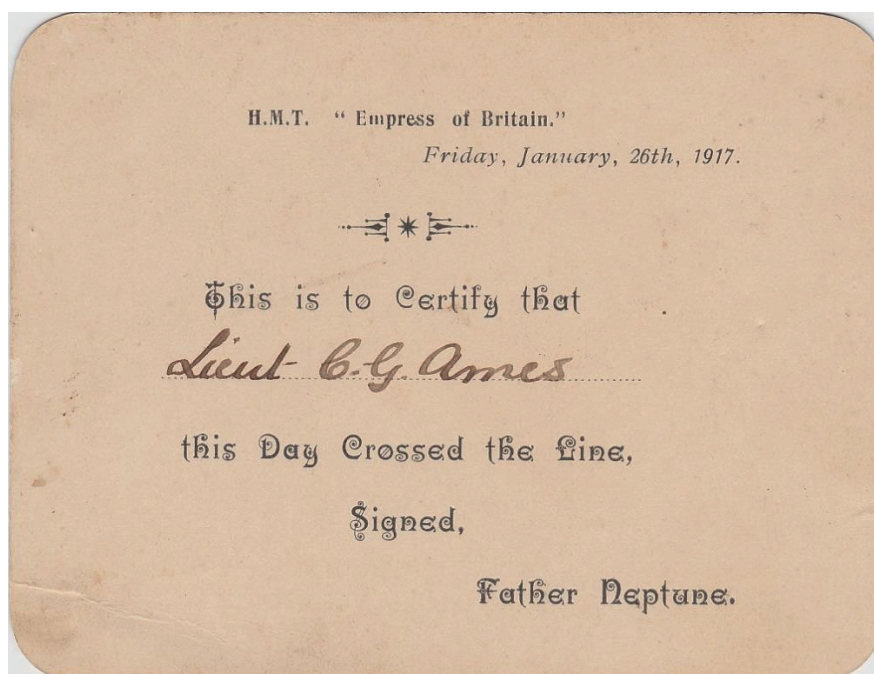 H.M.T. "Empress of Britain."
Friday, January, 26th, 1917.
This is to Certify that
Lieut C.G. Ames
this Day Crossed the Line,
Signed,
Father Neptune.